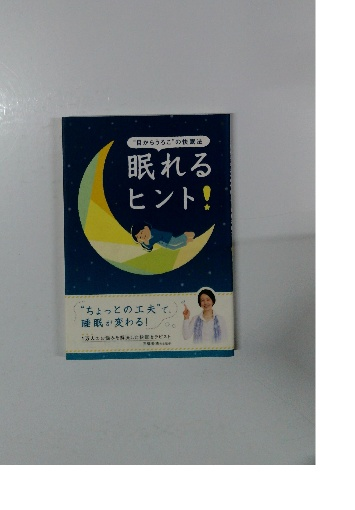 "目からうろこ"の快眠法
眠れる
ヒント!
"ちょっとの工夫"で、
睡眠が変わる!